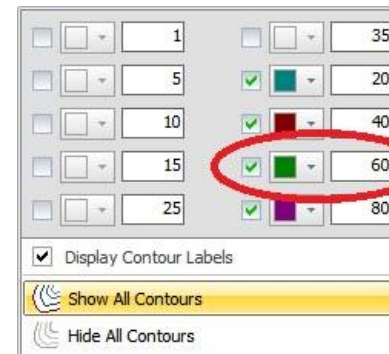 1 35
5 20
10 40
15 60
25 80
Display Contour Labels
Show All Contours
Hide All Contours